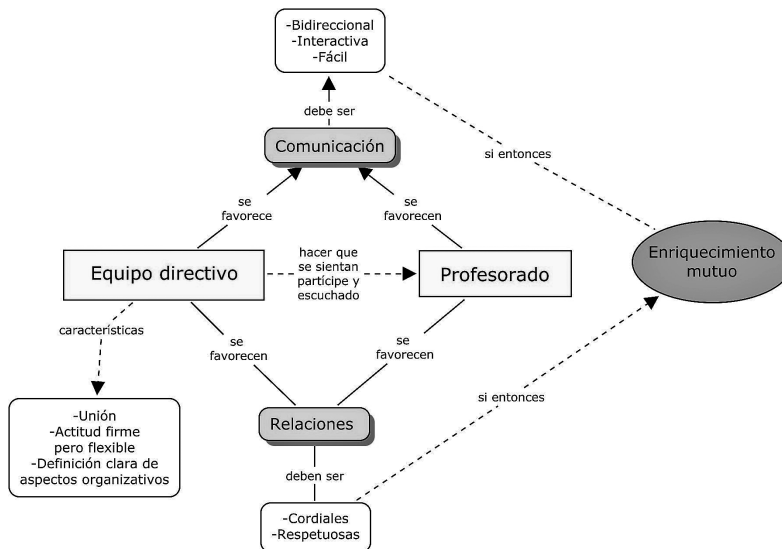 -Bidireccional
-Interactiva
-Fácil
debe ser
Comunicación
si entonces
se
favorece
se
favorecen
Equipo directivo
hacer que
se sientan
partícipe y
escuchado
Profesorado
Enriquecimiento
mutuo
características
se
favorecen
se
favorecen
si entonces
-Unión
-Actitud firme
pero flexible
-Definición clara de
aspectos organizativos
Relaciones
deben ser
-Cordiales
-Respetuosas